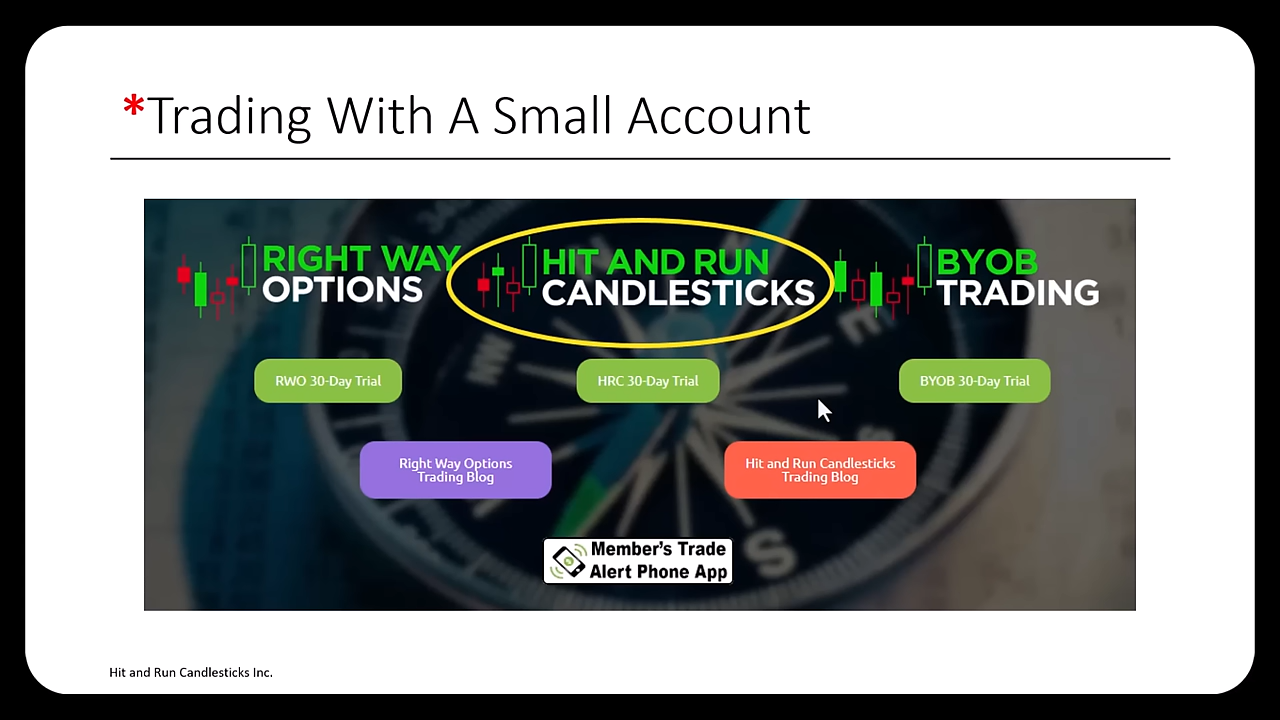 *Trading With A Small Account
RIGHT WAY
OPTIONS
HIT AND RUN
CANDLESTICKS
BYOB
TRADING
RWO 30-Day Trial
HRC 30-Day Trial
BYOB 30-Day Trial
Right Way Options
Trading Blog
Hit and Run Candlesticks
Trading Blog
NW
E
S
Member's Trade
Alert Phone App
Hit and Run Candlesticks Inc.